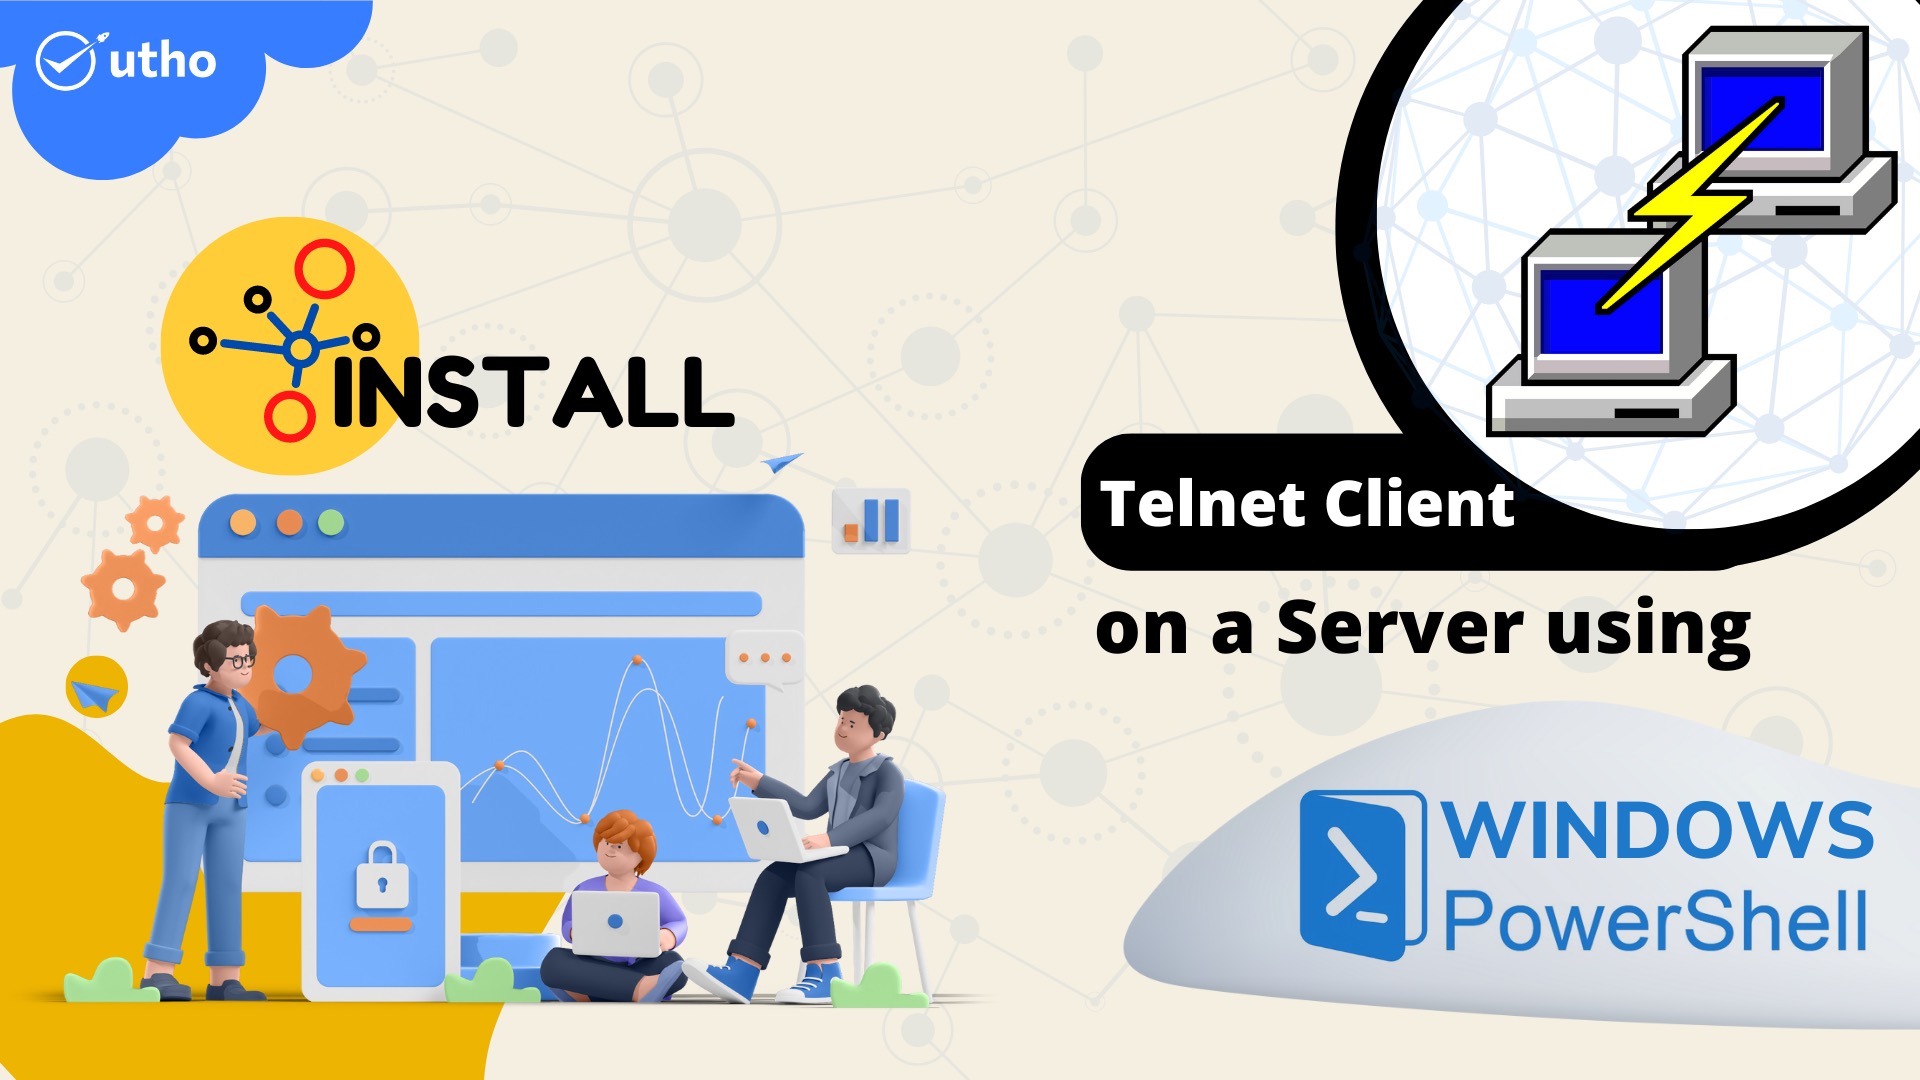 utho
INSTALL
Telnet Client
on a Server using
WINDOWS
PowerShell